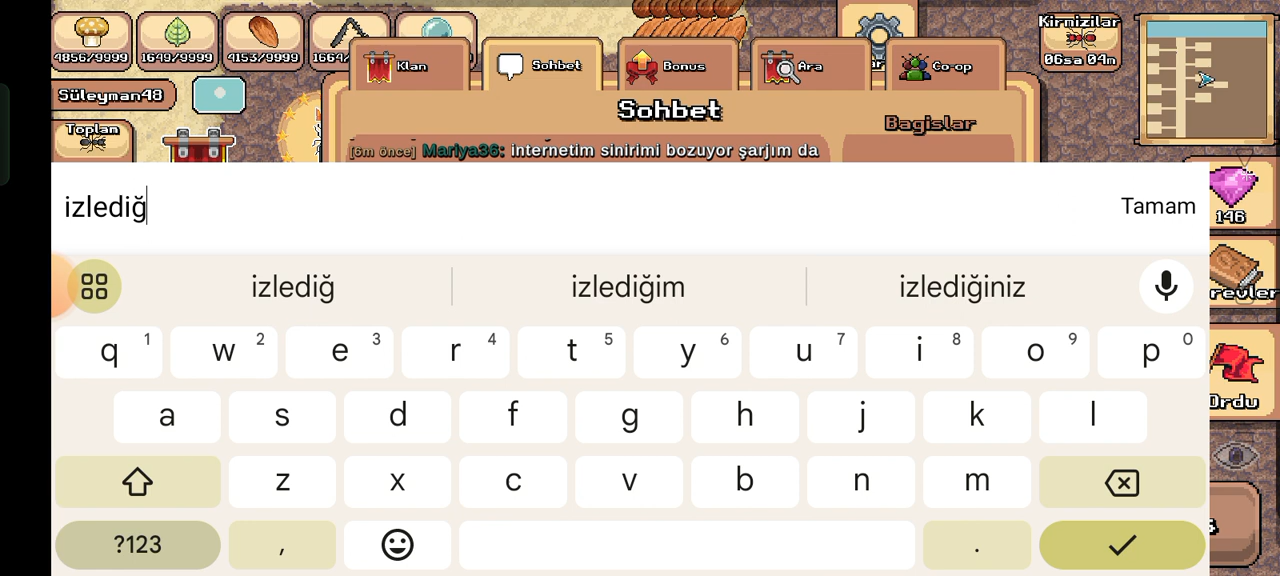 4856/9999
1649/9999
4153/9999
Kirmizilar
06sa 04n
Klan
Sohbet
Bonus
Ara
Co-op
Süleyman48
Sohbet
Bagislar
Toplan
[6m önce] Mariya36: internetim sinirimi bozuyor şarjım da
izlediğ
Tamam
146
izlediğ
izlediğim
izlediğiniz
q 1 w 2 e 3 r 4 t 5 y 6 u 7 i 8 o 9 p 0
a s d f g h j k l
Ordu
z x c v b n m
?123 , .